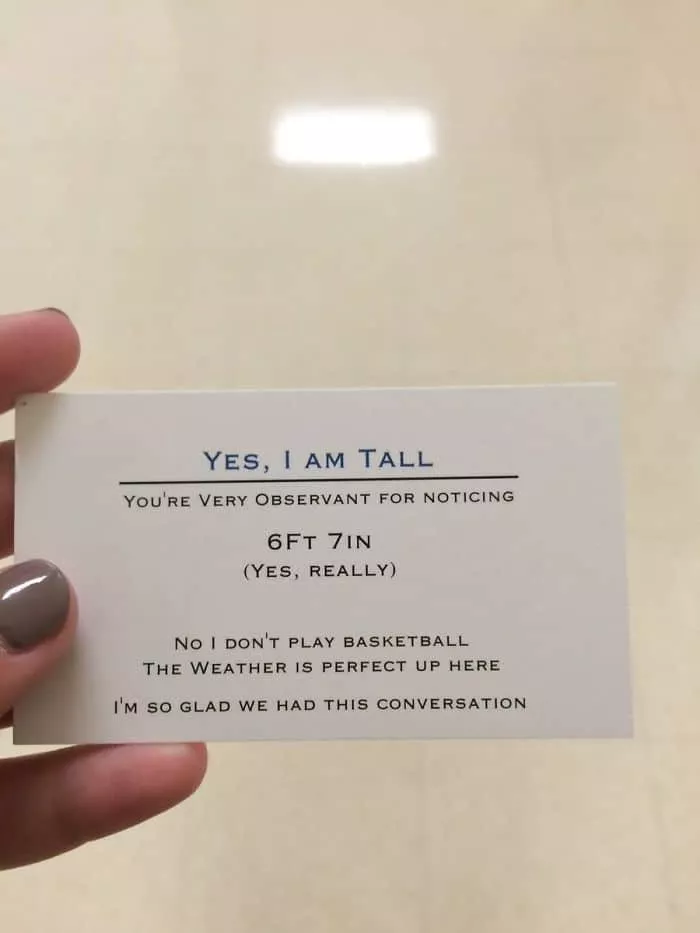 Yes, I am Tall
You're Very Observant for noticing
6Ft 7in
(Yes, really)
No I don't play basketball
The Weather is perfect up here
I'm so glad we had this conversation